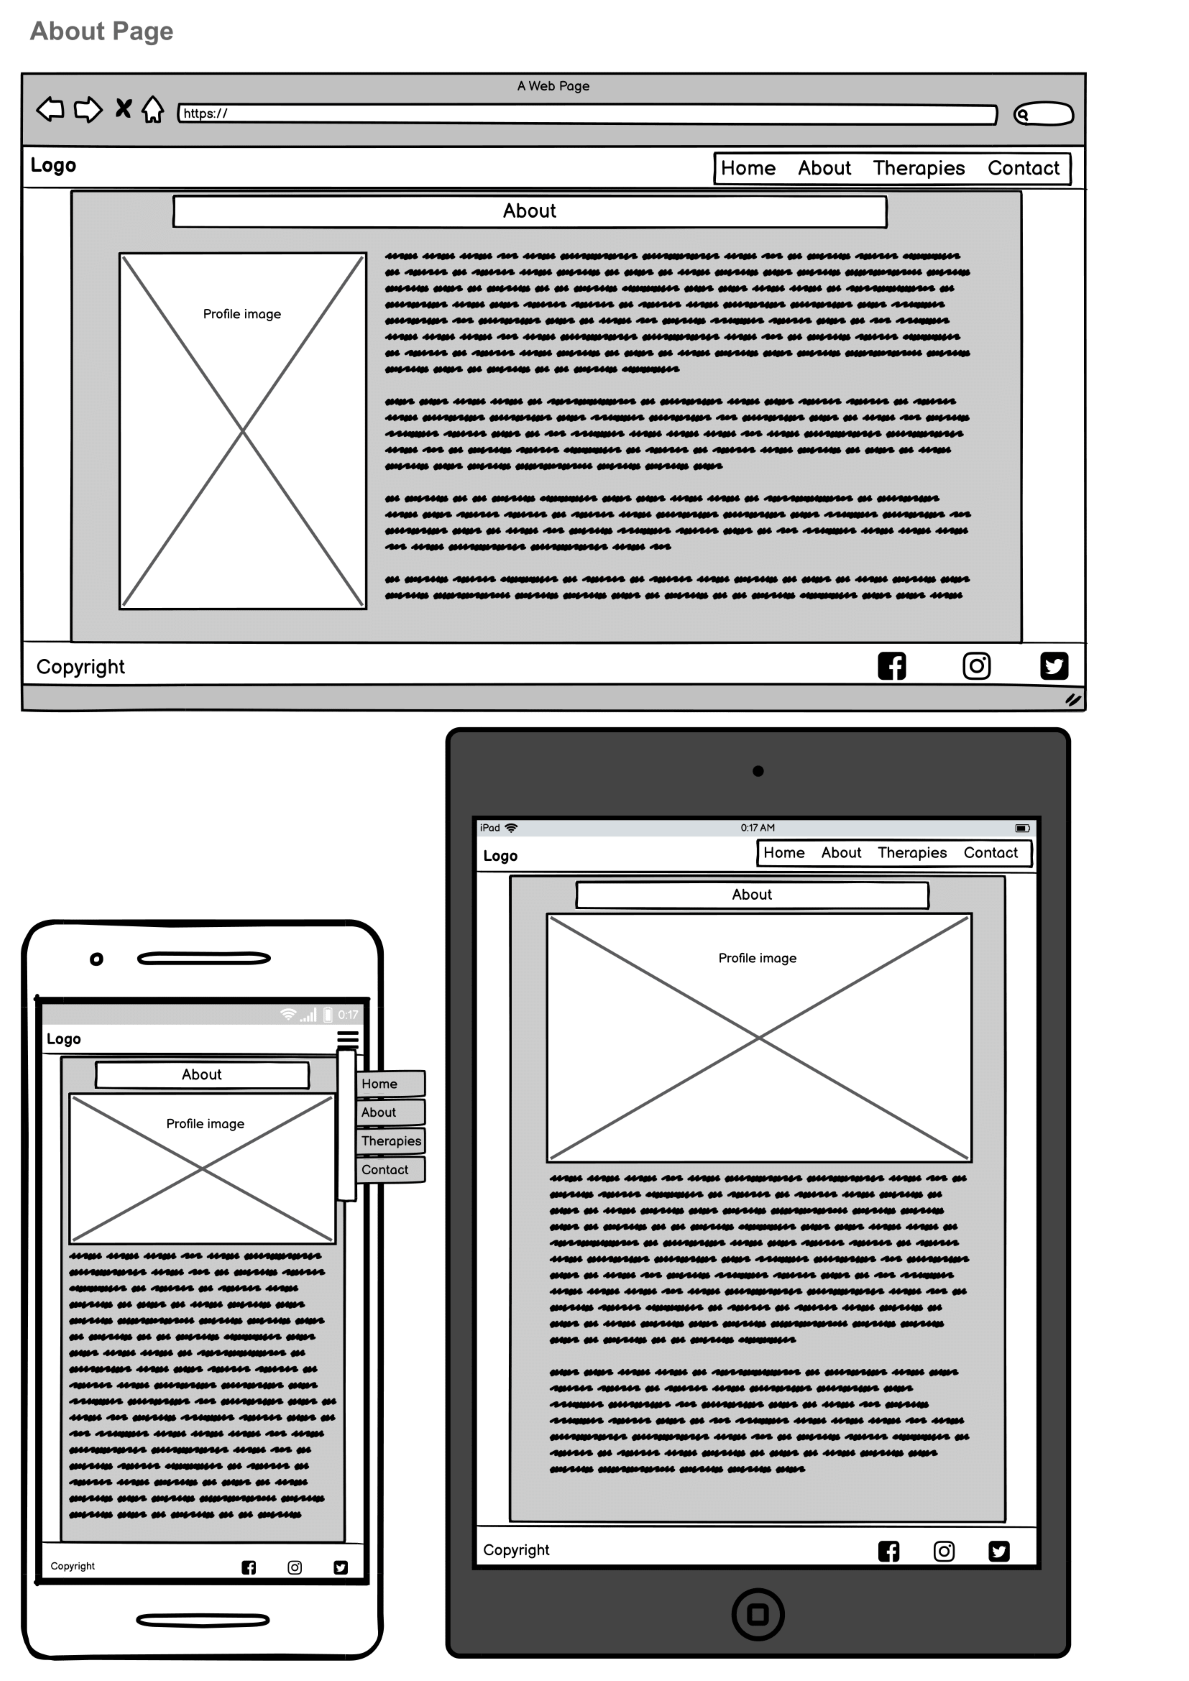 About Page
A Web Page
https://
Logo
Home About Therapies Contact
About
Profile image
Copyright
iPad 0:17 AM
Logo
Home About Therapies Contact
About
Profile image
Copyright
0:17
Logo
About
Home
About
Therapies
Contact
Profile image
Copyright